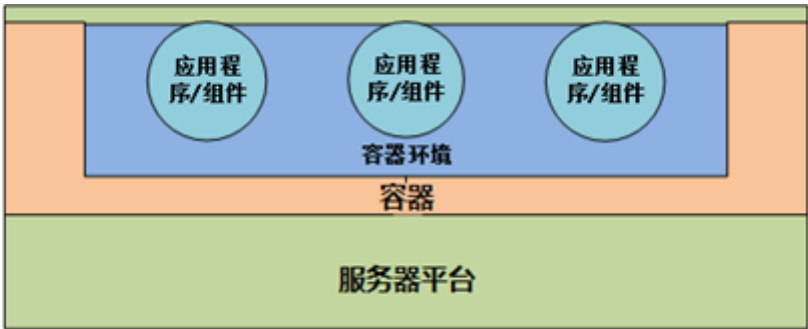 应用程
序/组件
应用程
序/组件
应用程
序/组件
容器环境
容器
服务器平台